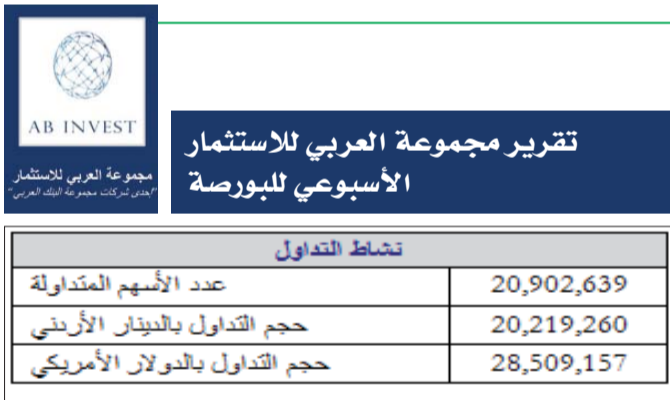 AB INVEST
مجموعة العربي للاستثمار
"إحدى شركات مجموعة البنك العربي"
تقرير مجموعة العربي للاستثمار
الأسبوعي للبورصة
نشاط التداول
عدد الأسهم المتداولة 20,902,639
حجم التداول بالدينار الأردني 20,219,260
حجم التداول بالدولار الأمريكي 28,509,157